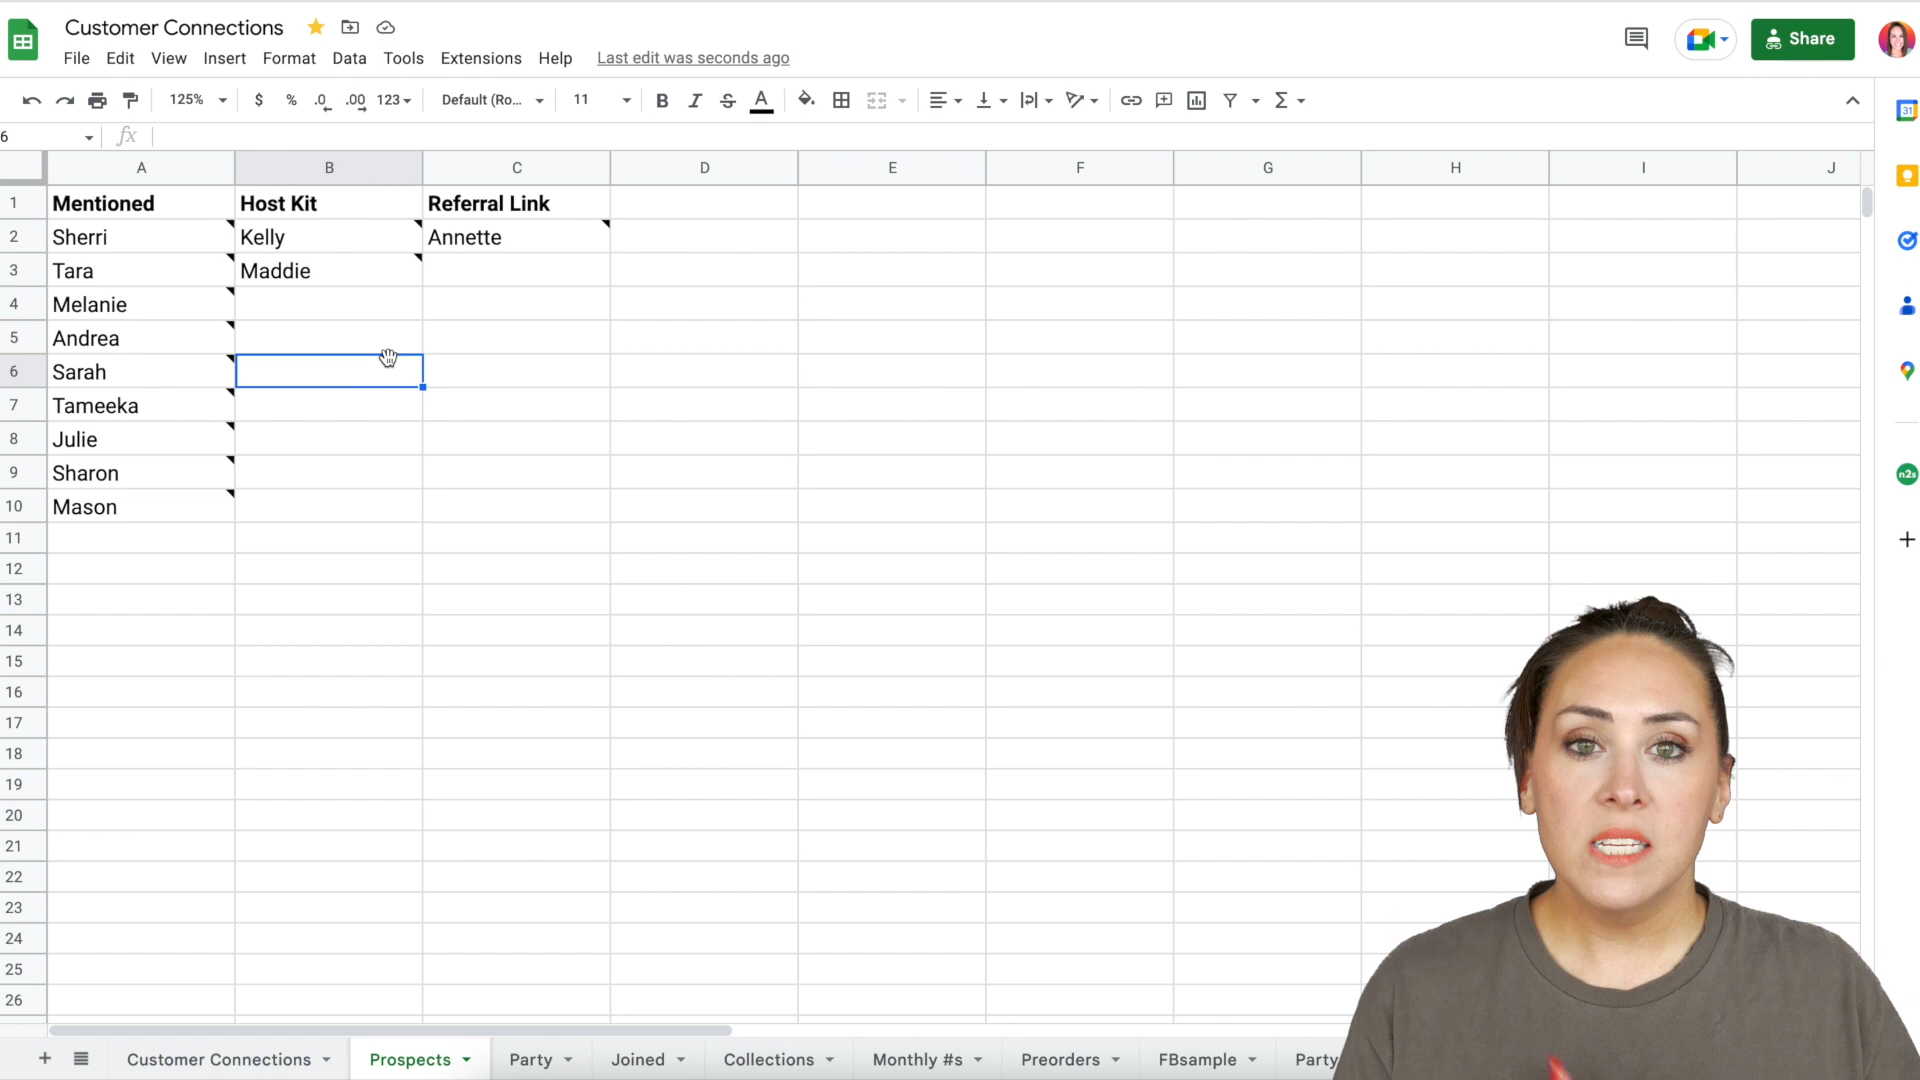 Customer Connections
File Edit View Insert Format Data Tools Extensions Help Last edit was seconds ago
Share
125% $ % .0 .00 123 Default (Ro... 11 B I S A Σ
31
6 fx
A B C D E F G H I J
1 Mentioned Host Kit Referral Link
2 Sherri Kelly Annette
3 Tara Maddie
4 Melanie
5 Andrea
6 Sarah
7 Tameeka
8 Julie
9 Sharon
n2s
10 Mason
11
12
13
14
15
16
17
18
19
20
21
22
23
24
25
26
Customer Connections Prospects Party Joined Collections Monthly #s Preorders FBsample Party